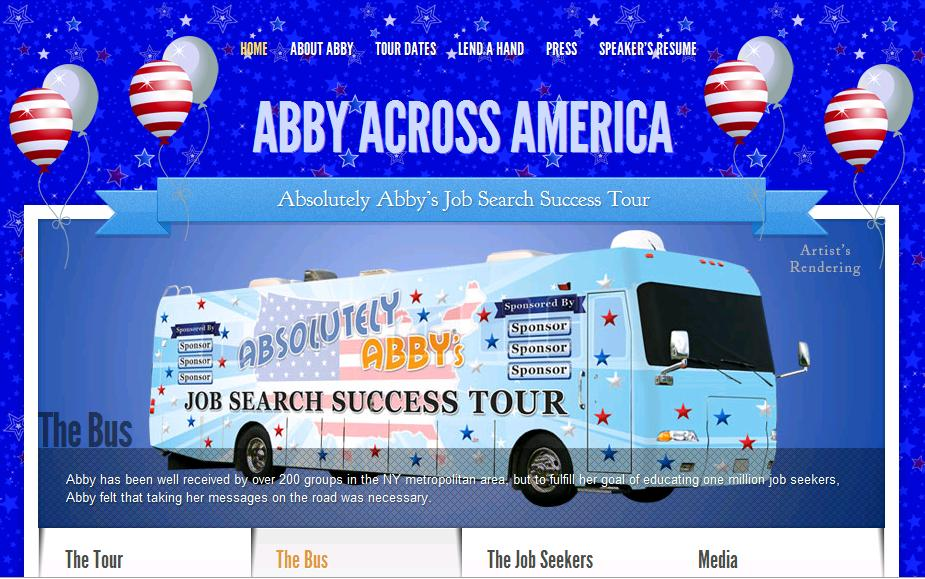 HOME ABOUT ABBY TOUR DATES LEND A HAND PRESS SPEAKER'S RESUME
ABBY ACROSS AMERICA
Absolutely Abby's Job Search Success Tour
Artist's
Rendering
Sponsored By
Sponsor
Sponsor
Sponsor
ABSOLUTELY
ABBY's
Sponsored By
Sponsor
Sponsor
Sponsor
JOB SEARCH SUCCESS TOUR
The Bus
Abby has been well received by over 200 groups in the NY metropolitan area, but to fulfill her goal of educating one million job seekers,
Abby felt that taking her messages on the road was necessary.
The Tour The Bus The Job Seekers Media